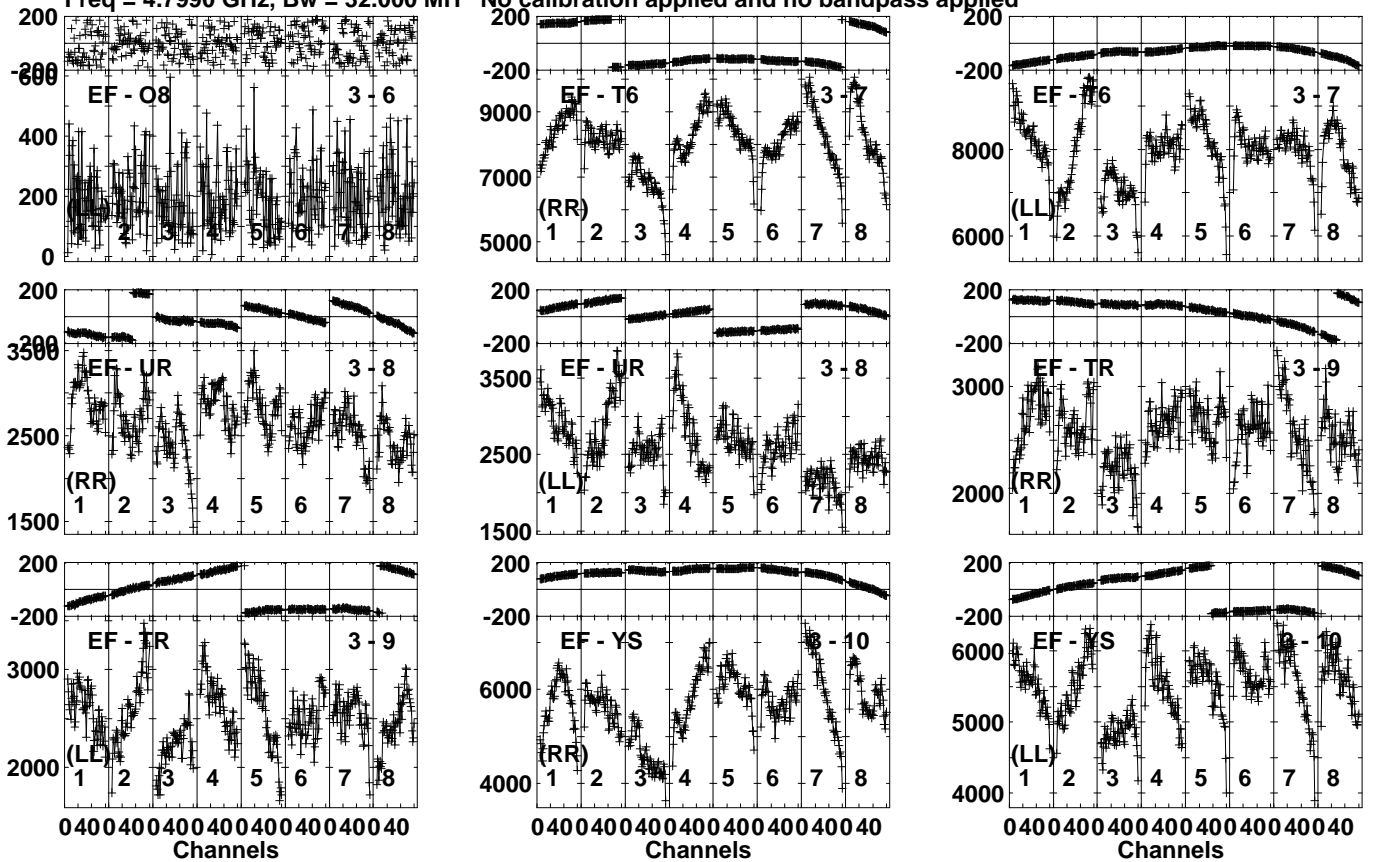 Freq = 4.7990 GHz, Bw = 32.000 MH No calibration applied and no bandpass applied
200
-200
600
400
200
0
EF - O8 3 - 6
(LL)
1 2 3 4 5 6 7 8
200
-200
9000
7000
5000
EF - T6 3 - 7
(RR)
1 2 3 4 5 6 7 8
200
-200
8000
6000
EF - T6 3 - 7
(LL)
1 2 3 4 5 6 7 8
200
-200
3500
2500
1500
EF - UR 3 - 8
(RR)
1 2 3 4 5 6 7 8
200
-200
3500
2500
1500
EF - UR 3 - 8
(LL)
1 2 3 4 5 6 7 8
200
-200
3000
2000
EF - TR 3 - 9
(RR)
1 2 3 4 5 6 7 8
200
-200
3000
2000
EF - TR 3 - 9
(LL)
1 2 3 4 5 6 7 8
0 40 0 40 0 40 0 40 0 40 0 40 0 40 0 40
Channels
200
-200
6000
4000
EF - YS 3 - 10
(RR)
1 2 3 4 5 6 7 8
0 40 0 40 0 40 0 40 0 40 0 40 0 40 0 40
Channels
200
-200
6000
5000
4000
EF - YS 3 - 10
(LL)
1 2 3 4 5 6 7 8
0 40 0 40 0 40 0 40 0 40 0 40 0 40 0 40
Channels